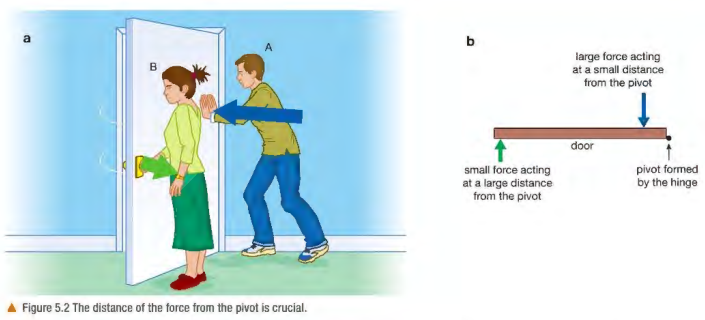 a
A
B
b
large force acting
at a small distance
from the pivot
door
small force acting
at a large distance
from the pivot
pivot formed
by the hinge
▲ Figure 5.2 The distance of the force from the pivot is crucial.